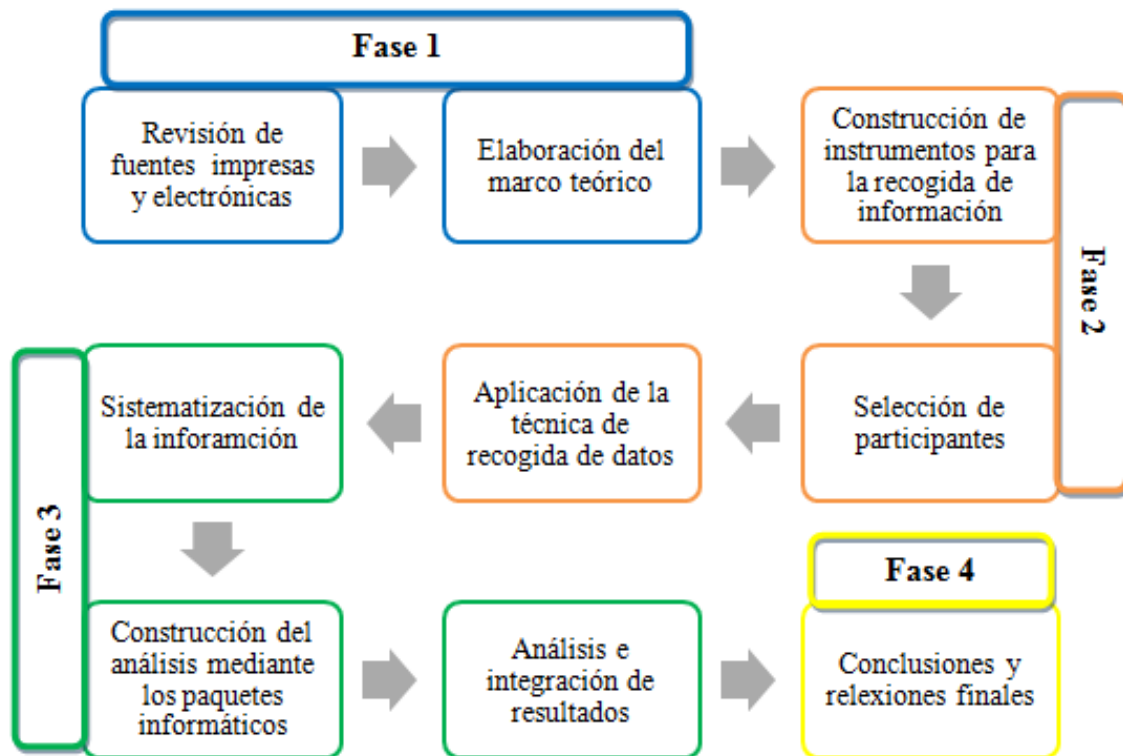 Fase 1
Revisión de
fuentes impresas
y electrónicas
Elaboración del
marco teórico
Construcción de
instrumentos para
la recogida de
información
Fase 2
Selección de
participantes
Aplicación de la
técnica de
recogida de datos
Sistematización de
la inforamción
Fase 3
Construcción del
análisis mediante
los paquetes
informáticos
Análisis e
integración de
resultados
Fase 4
Conclusiones y
relexiones finales